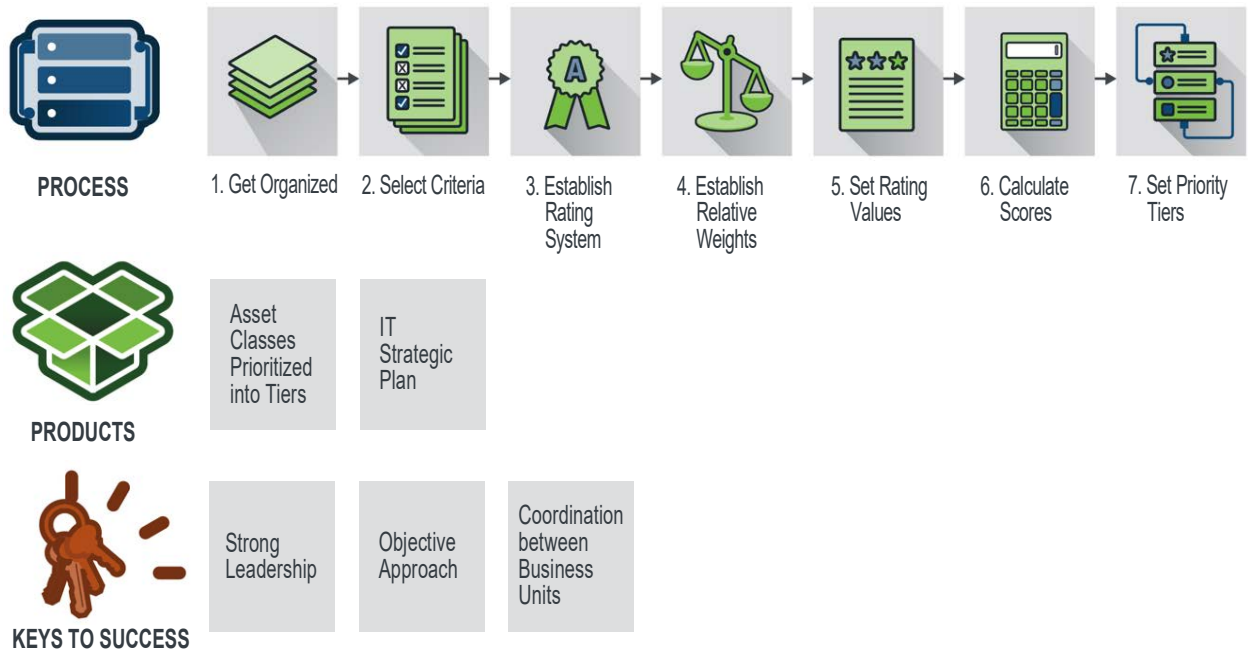 A
PROCESS
1. Get Organized
2. Select Criteria
3. Establish
Rating
System
4. Establish
Relative
Weights
5. Set Rating
Values
6. Calculate
Scores
7. Set Priority
Tiers
PRODUCTS
Asset
Classes
Prioritized
into Tiers
IT
Strategic
Plan
KEYS TO SUCCESS
Strong
Leadership
Objective
Approach
Coordination
between
Business
Units